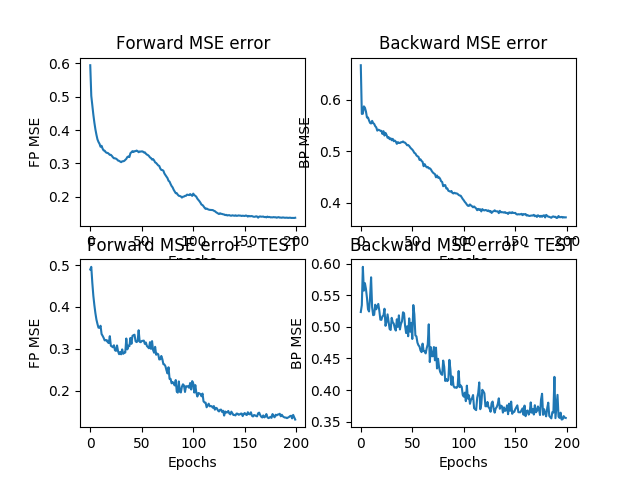 Forward MSE error
Backward MSE error
0.6
0.5
0.4
0.3
0.2
FP MSE
0 50 100 150 200
Epochs
0.6
0.4
BP MSE
0 50 100 150 200
Epochs
Forward MSE error - TEST
Backward MSE error - TEST
0.5
0.4
0.3
0.2
FP MSE
0 50 100 150 200
Epochs
0.60
0.55
0.50
0.45
0.40
0.35
BP MSE
0 50 100 150 200
Epochs